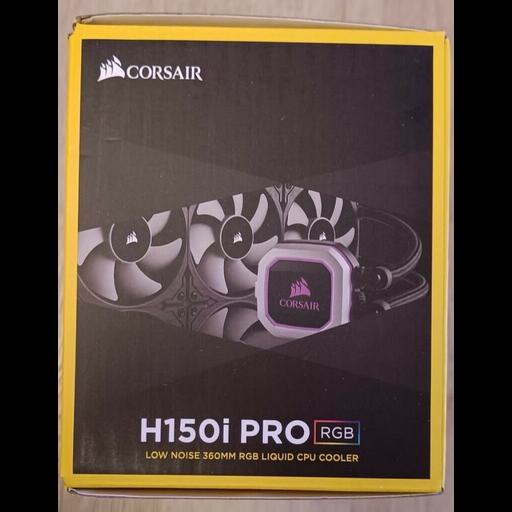 CORSAIR
CORSAIR
H150i PRO RGB
LOW NOISE 360MM RGB LIQUID CPU COOLER